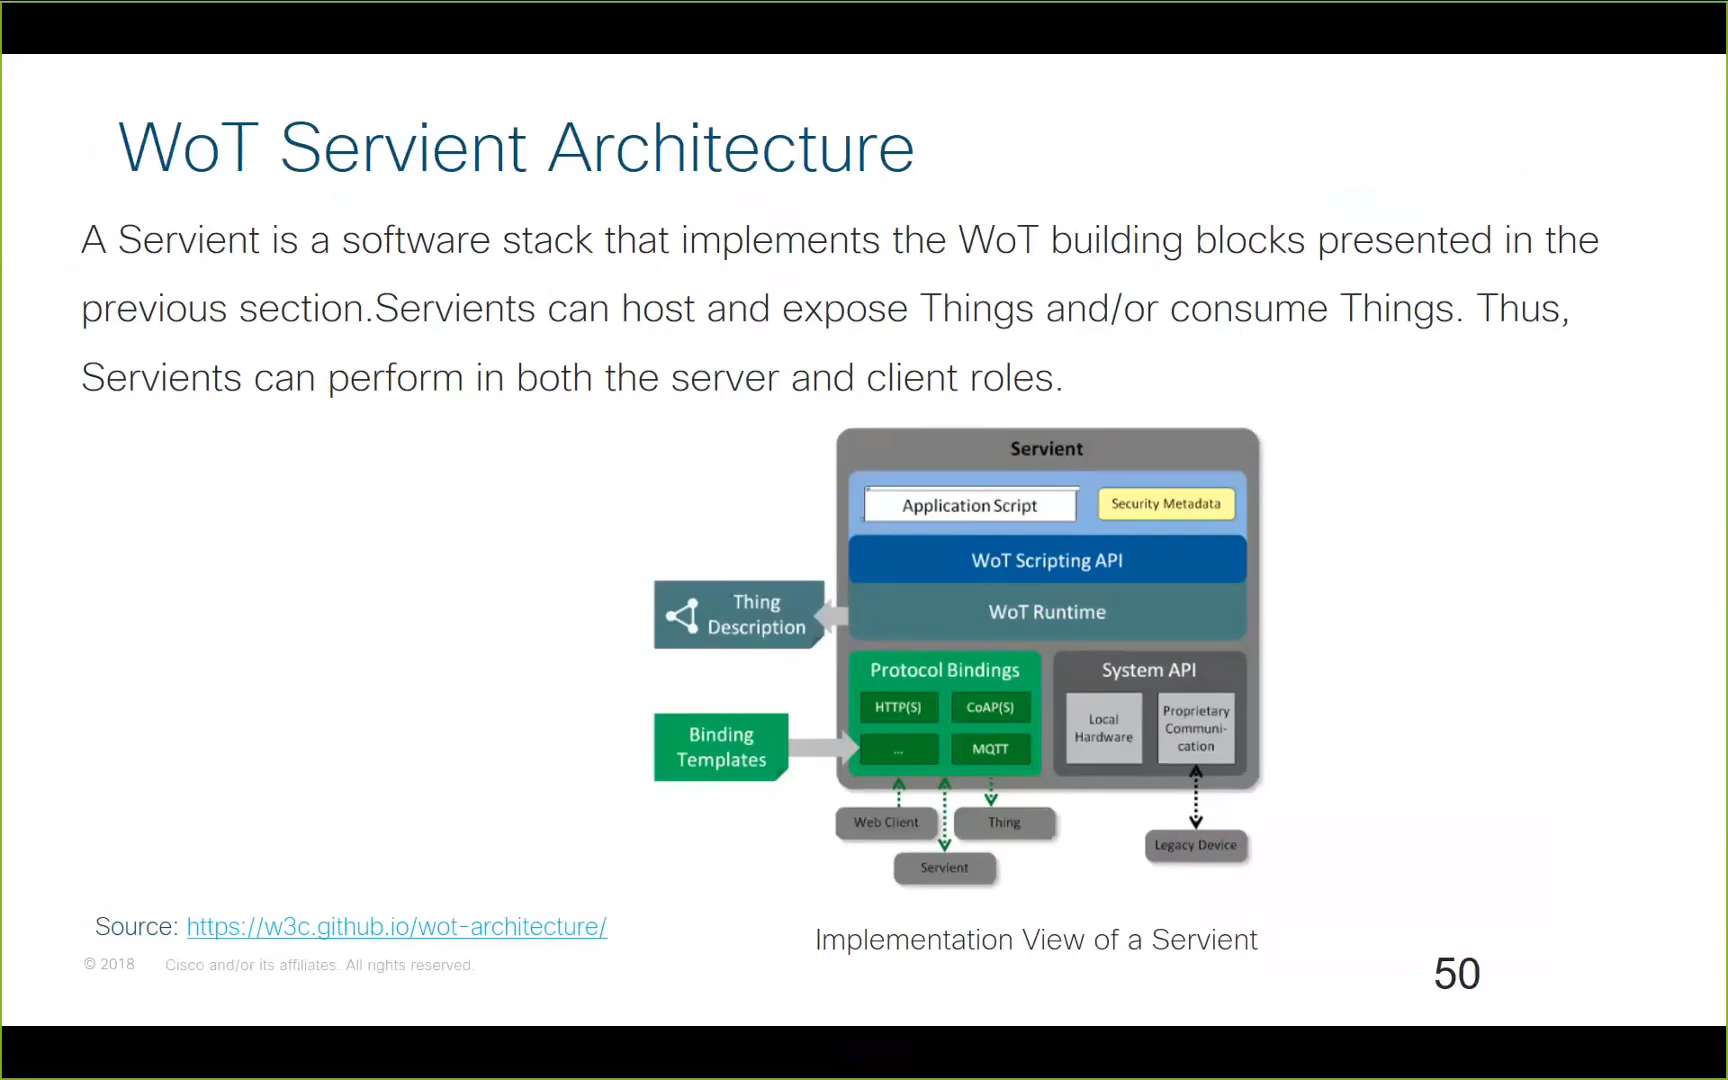 WoT Servient Architecture
A Servient is a software stack that implements the WoT building blocks presented in the
previous section.Servients can host and expose Things and/or consume Things. Thus,
Servients can perform in both the server and client roles.
Servient
Application Script
Security Metadata
WoT Scripting API
WoT Runtime
Thing
Description
Protocol Bindings
HTTP(S)
CoAP(S)
...
MQTT
System API
Local
Hardware
Proprietary
Communi-
cation
Binding
Templates
Web Client
Thing
Servient
Legacy Device
Source: https://w3c.github.io/wot-architecture/
Implementation View of a Servient
© 2018 Cisco and/or its affiliates. All rights reserved.
50